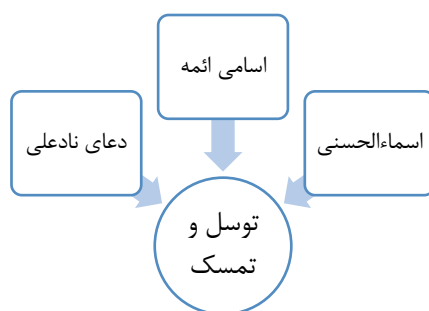 اسامی ائمه
اسماءالحسنی
دعای نادعلی
توسل و
تمسک